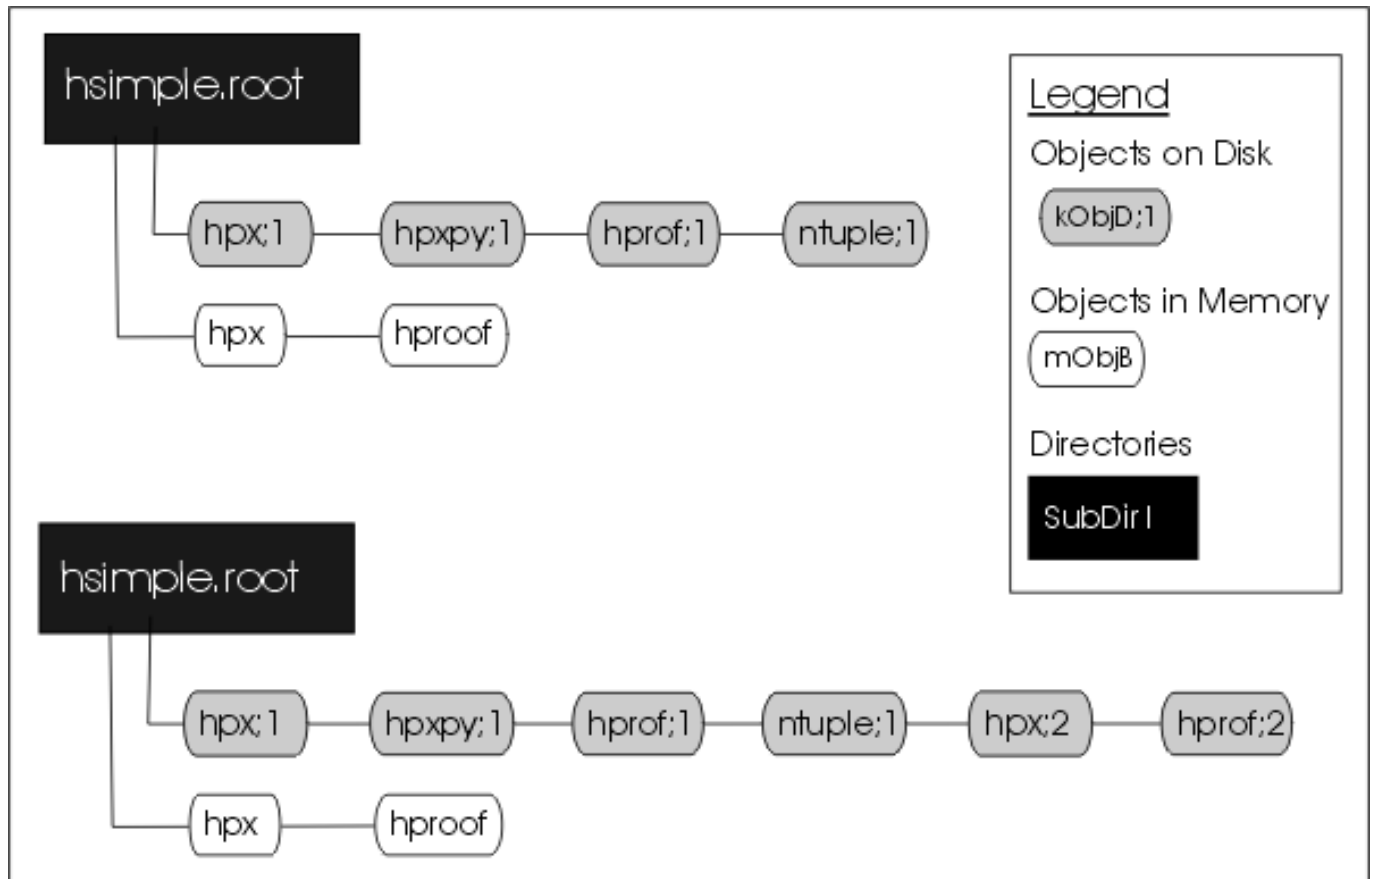 hsimple.root
hpx;1 hpxpy;1 hprof;1 ntuple;1
hpx hproof
Legend
Objects on Disk
kObjD;1
Objects in Memory
mObjB
Directories
SubDir1
hsimple.root
hpx;1 hpxpy;1 hprof;1 ntuple;1 hpx;2 hprof;2
hpx hproof